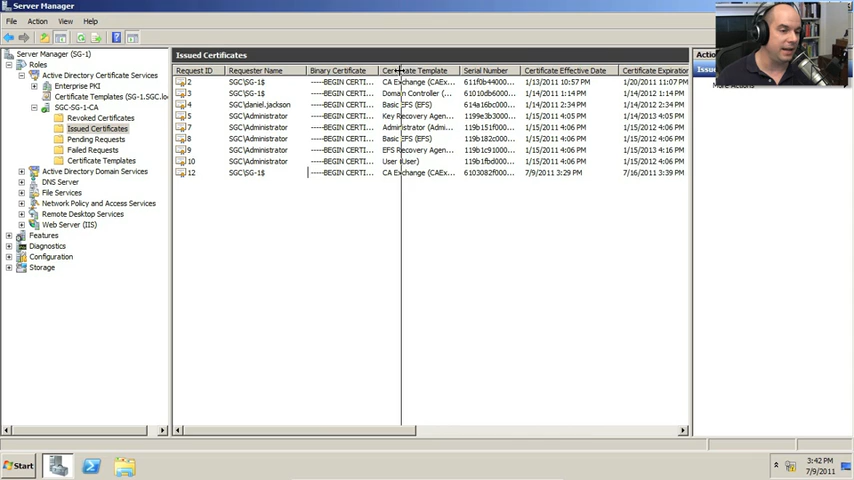 Server Manager
File Action View Help
Server Manager (SG-1)
Roles
Active Directory Certificate Services
Enterprise PKI
Certificate Templates (SG-1.SGC.lo
SGC-SG-1-CA
Revoked Certificates
Issued Certificates
Pending Requests
Failed Requests
Certificate Templates
Active Directory Domain Services
DNS Server
File Services
Network Policy and Access Services
Remote Desktop Services
Web Server (IIS)
Features
Diagnostics
Configuration
Storage
Issued Certificates
Request ID Requester Name Binary Certificate Certificate Template Serial Number Certificate Effective Date Certificate Expiration
2 SGC\SG-1$ -----BEGIN CERTI... CA Exchange (CAEx... 611f0b44000... 1/13/2011 10:57 PM 1/20/2011 11:07 PM
3 SGC\SG-1$ -----BEGIN CERTI... Domain Controller (... 61010db6000... 1/14/2011 1:14 PM 1/14/2012 1:14 PM
4 SGC\daniel.jackson -----BEGIN CERTI... Basic EFS (EFS) 614a16bc000... 1/14/2011 2:34 PM 1/14/2012 2:34 PM
5 SGC\Administrator -----BEGIN CERTI... Key Recovery Agen... 1199e3b3000... 1/15/2011 4:05 PM 1/14/2013 4:05 PM
7 SGC\Administrator -----BEGIN CERTI... Administrator (Admi... 119b151f000... 1/15/2011 4:06 PM 1/15/2012 4:06 PM
8 SGC\Administrator -----BEGIN CERTI... Basic EFS (EFS) 119b182c000... 1/15/2011 4:06 PM 1/15/2012 4:06 PM
9 SGC\Administrator -----BEGIN CERTI... EFS Recovery Agen... 119b1c91000... 1/15/2011 4:06 PM 1/15/2013 4:16 PM
10 SGC\Administrator -----BEGIN CERTI... User (User) 119b1fbd000... 1/15/2011 4:06 PM 1/15/2012 4:06 PM
12 SGC\SG-1$ -----BEGIN CERTI... CA Exchange (CAEx... 6103082f000... 7/9/2011 3:29 PM 7/16/2011 3:39 PM
Actio
Issu
More Actions
Start
3:42 PM
7/9/2011